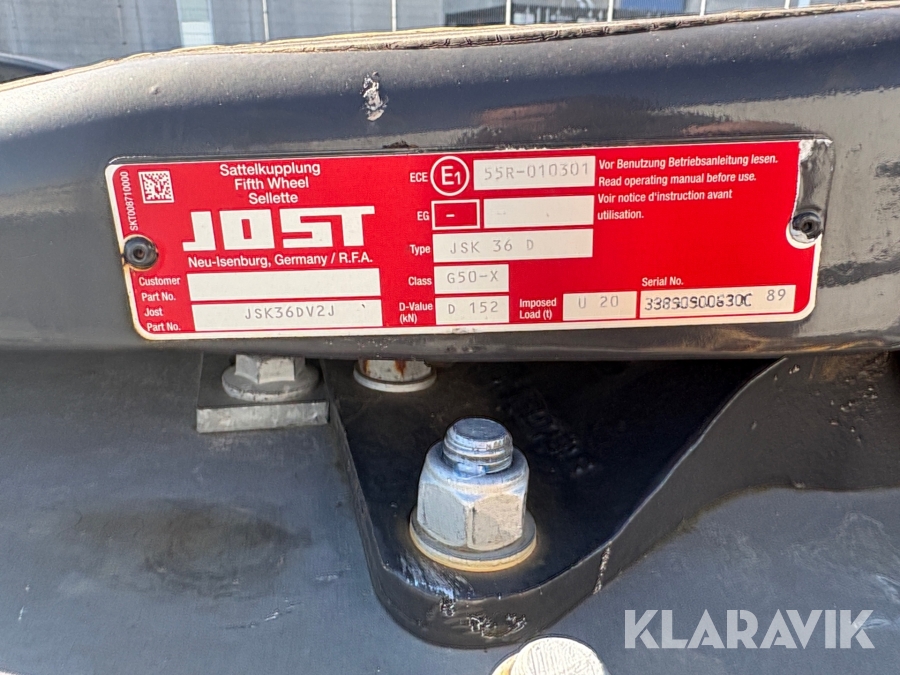 SKT008710000
Sattelkupplung
Fifth Wheel
Sellette
JOST
Neu-Isenburg, Germany / R.F.A.
Customer
Part No.
Jost
Part No. JSK36DV2J
ECE E1 55R-010301
EG - -
Type JSK 36 D
Class G50-X
D-Value
(kN) D 152
Imposed
Load (t) U 20
Vor Benutzung Betriebsanleitung lesen.
Read operating manual before use.
Voir notice d'instruction avant
utilisation.
Serial No.
89
KLARAVIK